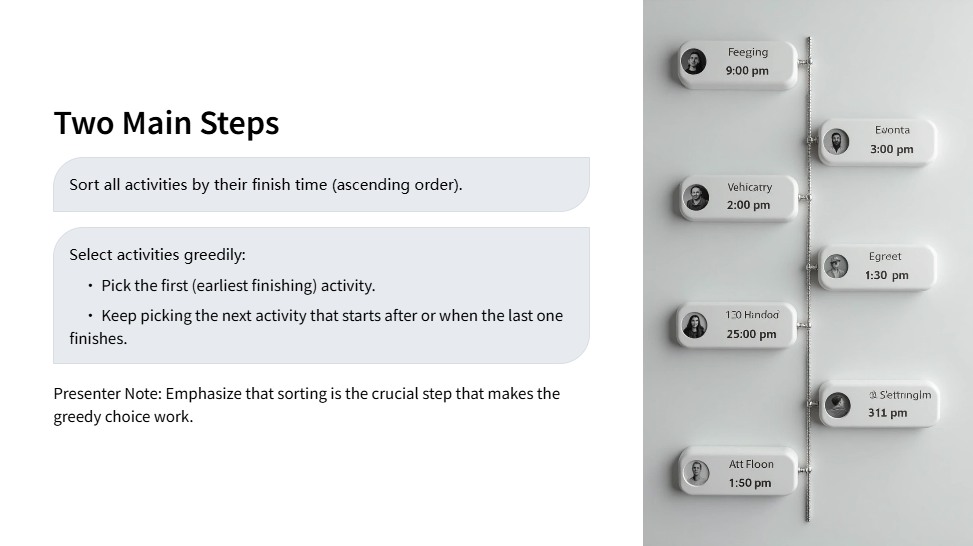 Two Main Steps
Sort all activities by their finish time (ascending order).
Select activities greedily:
• Pick the first (earliest finishing) activity.
• Keep picking the next activity that starts after or when the last one
finishes.
Presenter Note: Emphasize that sorting is the crucial step that makes the
greedy choice work.
Feeging
9:00 pm
Ewonta
3:00 pm
Vehicatry
2:00 pm
Egreet
1:30 pm
25:00 pm
311 pm
Att Floon
1:50 pm